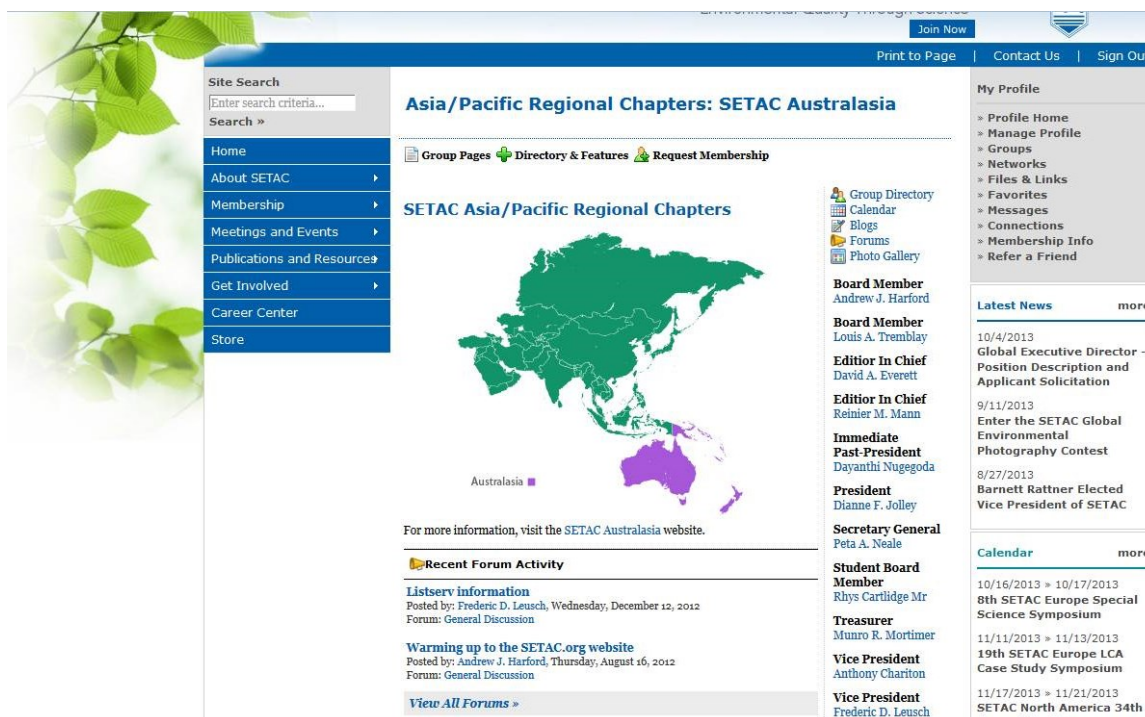 Environmental Quality Through Science
Join Now
Print to Page | Contact Us | Sign Ou
Site Search
Enter search criteria...
Search »
Home
About SETAC
Membership
Meetings and Events
Publications and Resources
Get Involved
Career Center
Store
Asia/Pacific Regional Chapters: SETAC Australasia
Group Pages Directory & Features Request Membership
SETAC Asia/Pacific Regional Chapters
Australasia
For more information, visit the SETAC Australasia website.
Recent Forum Activity
Listserv information
Posted by: Frederic D. Leusch, Wednesday, December 12, 2012
Forum: General Discussion
Warming up to the SETAC.org website
Posted by: Andrew J. Harford, Thursday, August 16, 2012
Forum: General Discussion
View All Forums »
Group Directory
Calendar
Blogs
Forums
Photo Gallery
Board Member
Andrew J. Harford
Board Member
Louis A. Tremblay
Editior In Chief
David A. Everett
Editior In Chief
Reinier M. Mann
Immediate
Past-President
Dayanthi Nugegoda
President
Dianne F. Jolley
Secretary General
Peta A. Neale
Student Board
Member
Rhys Cartlidge Mr
Treasurer
Munro R. Mortimer
Vice President
Anthony Chariton
Vice President
Frederic D. Leusch
My Profile
» Profile Home
» Manage Profile
» Groups
» Networks
» Files & Links
» Favorites
» Messages
» Connections
» Membership Info
» Refer a Friend
Latest News more
10/4/2013
Global Executive Director -
Position Description and
Applicant Solicitation
9/11/2013
Enter the SETAC Global
Environmental
Photography Contest
8/27/2013
Barnett Rattner Elected
Vice President of SETAC
Calendar more
10/16/2013 » 10/17/2013
8th SETAC Europe Special
Science Symposium
11/11/2013 » 11/13/2013
19th SETAC Europe LCA
Case Study Symposium
11/17/2013 » 11/21/2013
SETAC North America 34th